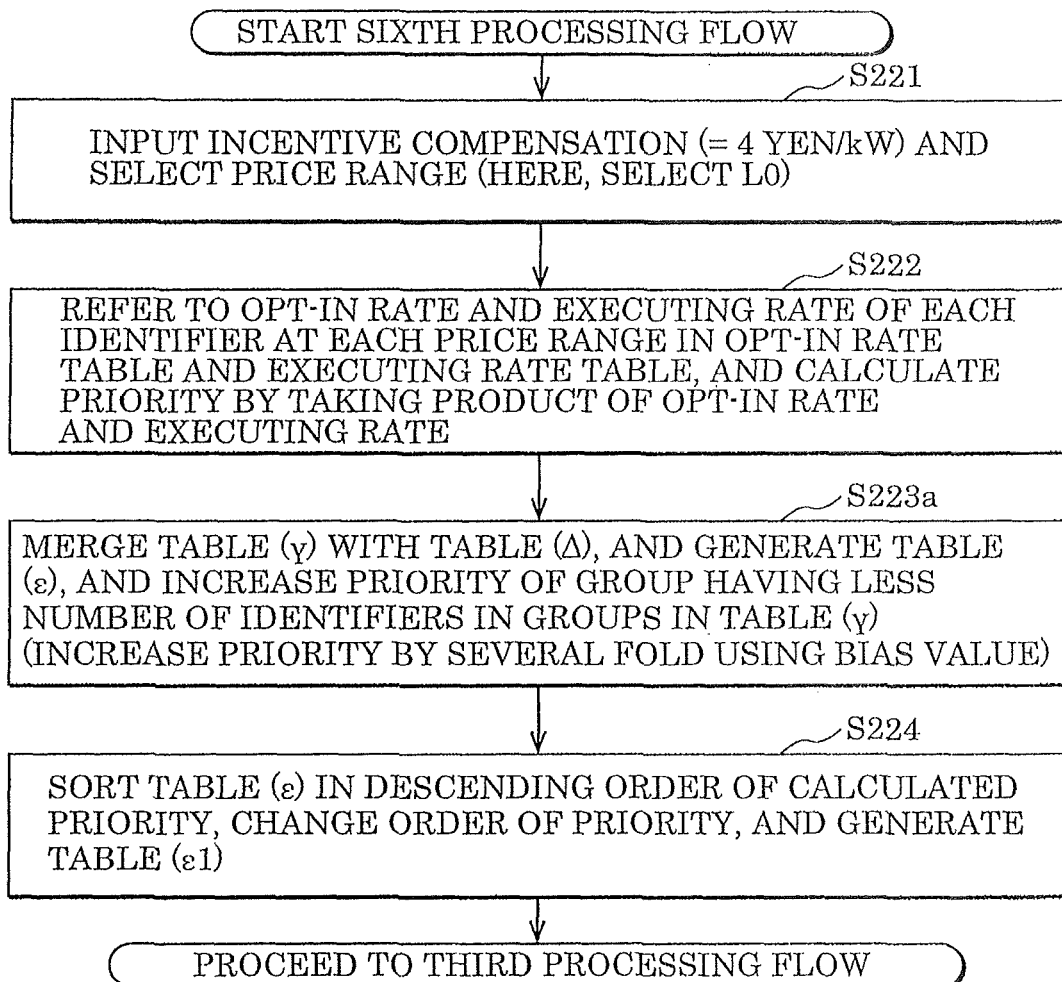 START SIXTH PROCESSING FLOW
S221
INPUT INCENTIVE COMPENSATION (= 4 YEN/kW) AND
SELECT PRICE RANGE (HERE, SELECT L0)
S222
REFER TO OPT-IN RATE AND EXECUTING RATE OF EACH
IDENTIFIER AT EACH PRICE RANGE IN OPT-IN RATE
TABLE AND EXECUTING RATE TABLE, AND CALCULATE
PRIORITY BY TAKING PRODUCT OF OPT-IN RATE
AND EXECUTING RATE
S223a
MERGE TABLE (γ) WITH TABLE (Δ), AND GENERATE TABLE
(ε), AND INCREASE PRIORITY OF GROUP HAVING LESS
NUMBER OF IDENTIFIERS IN GROUPS IN TABLE (γ)
(INCREASE PRIORITY BY SEVERAL FOLD USING BIAS VALUE)
S224
SORT TABLE (ε) IN DESCENDING ORDER OF CALCULATED
PRIORITY, CHANGE ORDER OF PRIORITY, AND GENERATE
TABLE (ε1)
PROCEED TO THIRD PROCESSING FLOW